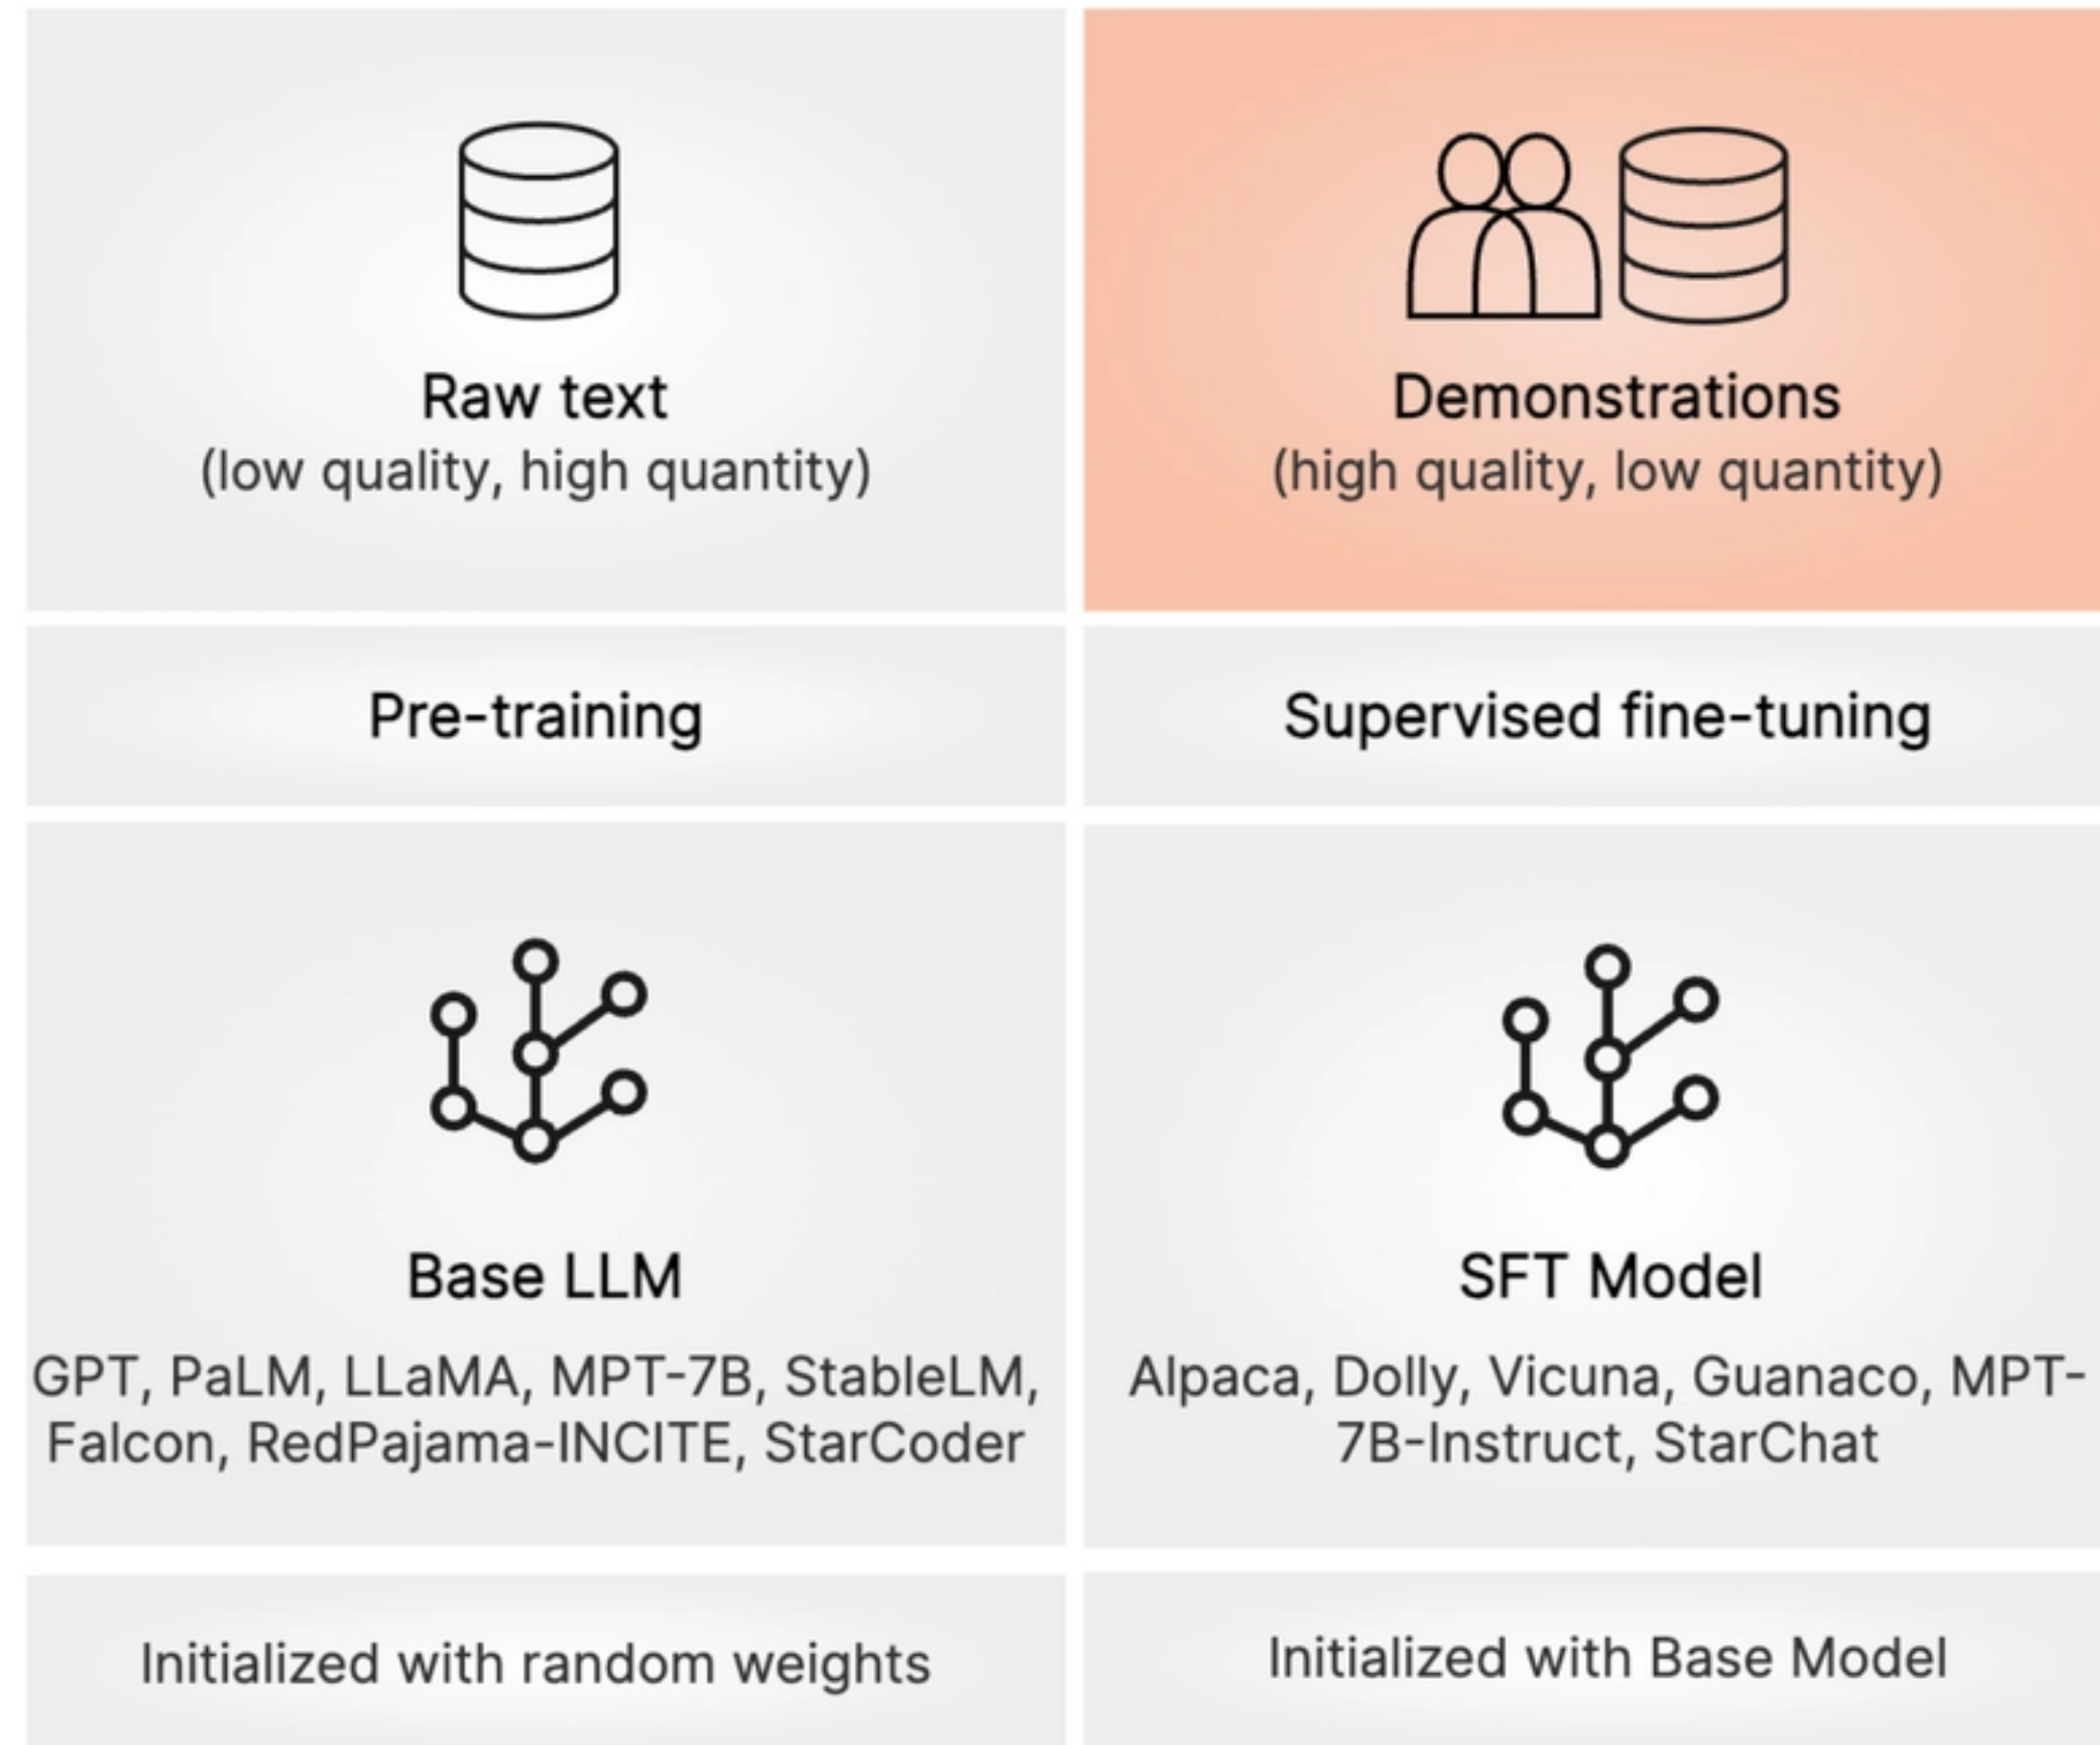 Raw text
(low quality, high quantity)
Demonstrations
(high quality, low quantity)
Pre-training
Supervised fine-tuning
Base LLM
GPT, PaLM, LLaMA, MPT-7B, StableLM,
Falcon, RedPajama-INCITE, StarCoder
SFT Model
Alpaca, Dolly, Vicuna, Guanaco, MPT-
7B-Instruct, StarChat
Initialized with random weights
Initialized with Base Model